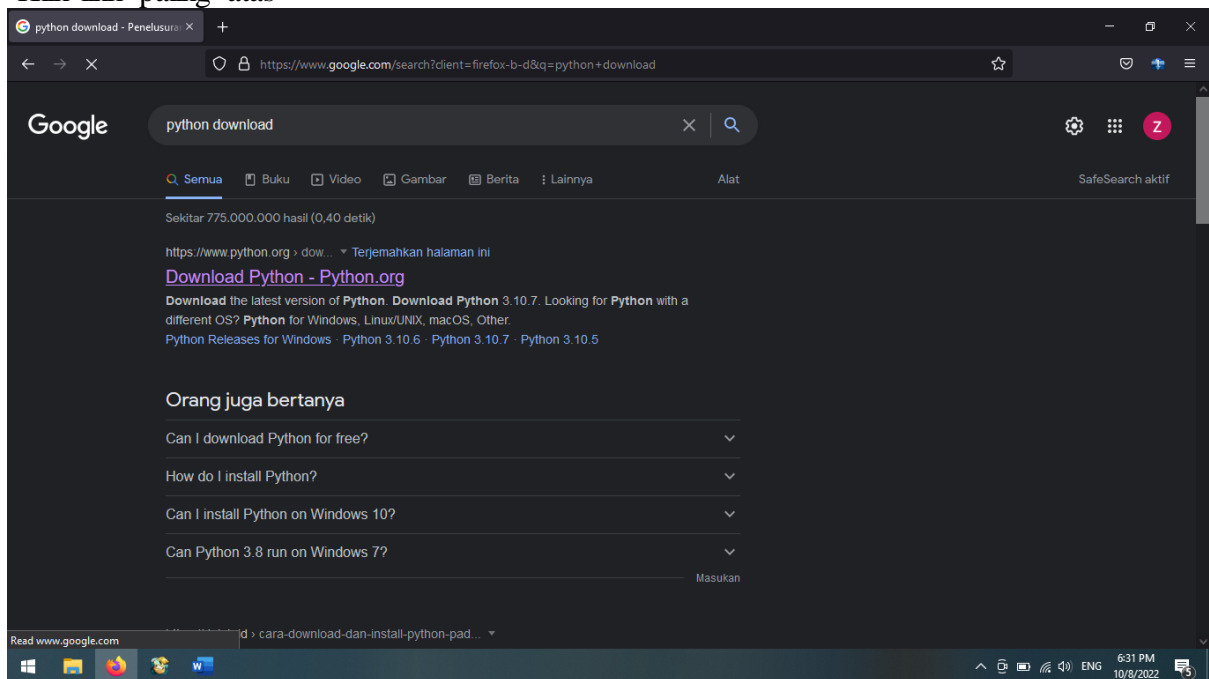 paling atas
python download - Penelusuran
https://www.google.com/search?client=firefox-b-d&q=python+download
Google
python download
Z
Semua Buku Video Gambar Berita Lainnya Alat SafeSearch aktif
Sekitar 775.000.000 hasil (0,40 detik)
https://www.python.org › dow... Terjemahkan halaman ini
Download Python - Python.org
Download the latest version of Python. Download Python 3.10.7. Looking for Python with a
different OS? Python for Windows, Linux/UNIX, macOS, Other.
Python Releases for Windows · Python 3.10.6 · Python 3.10.7 · Python 3.10.5
Orang juga bertanya
Can I download Python for free?
How do I install Python?
Can I install Python on Windows 10?
Can Python 3.8 run on Windows 7?
Masukan
› cara-download-dan-install-python-pad...
Read www.google.com
ENG
6:31 PM
10/8/2022
5